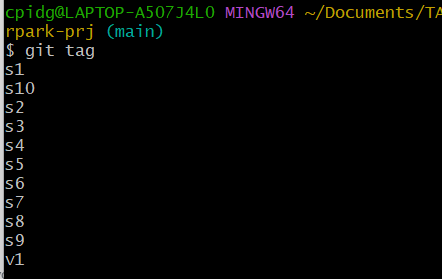 cpidg@LAPTOP-A5O7J4LO MINGW64 ~/Documents/TA
rpark-prj (main)
$ git tag
s1
s10
s2
s3
s4
s5
s6
s7
s8
s9
v1